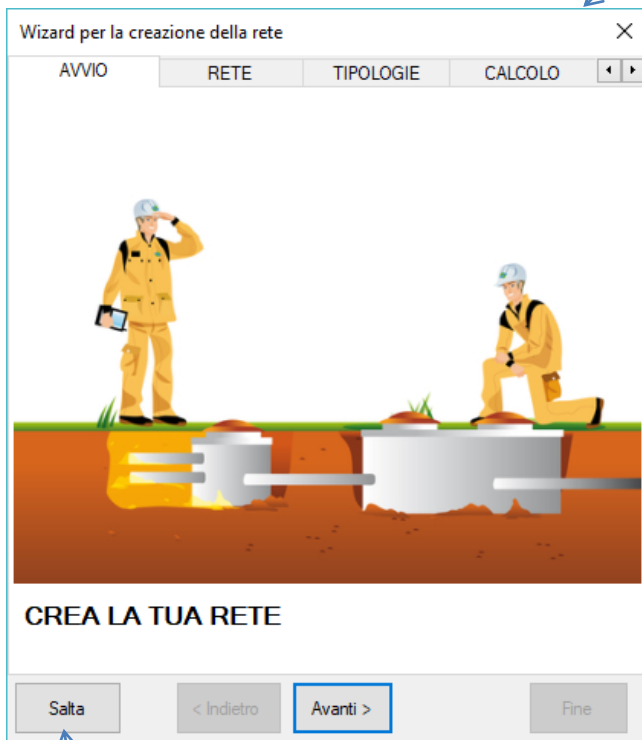 Wizard per la creazione della rete
AVVIO RETE TIPOLOGIE CALCOLO
CREA LA TUA RETE
Salta < Indietro Avanti > Fine